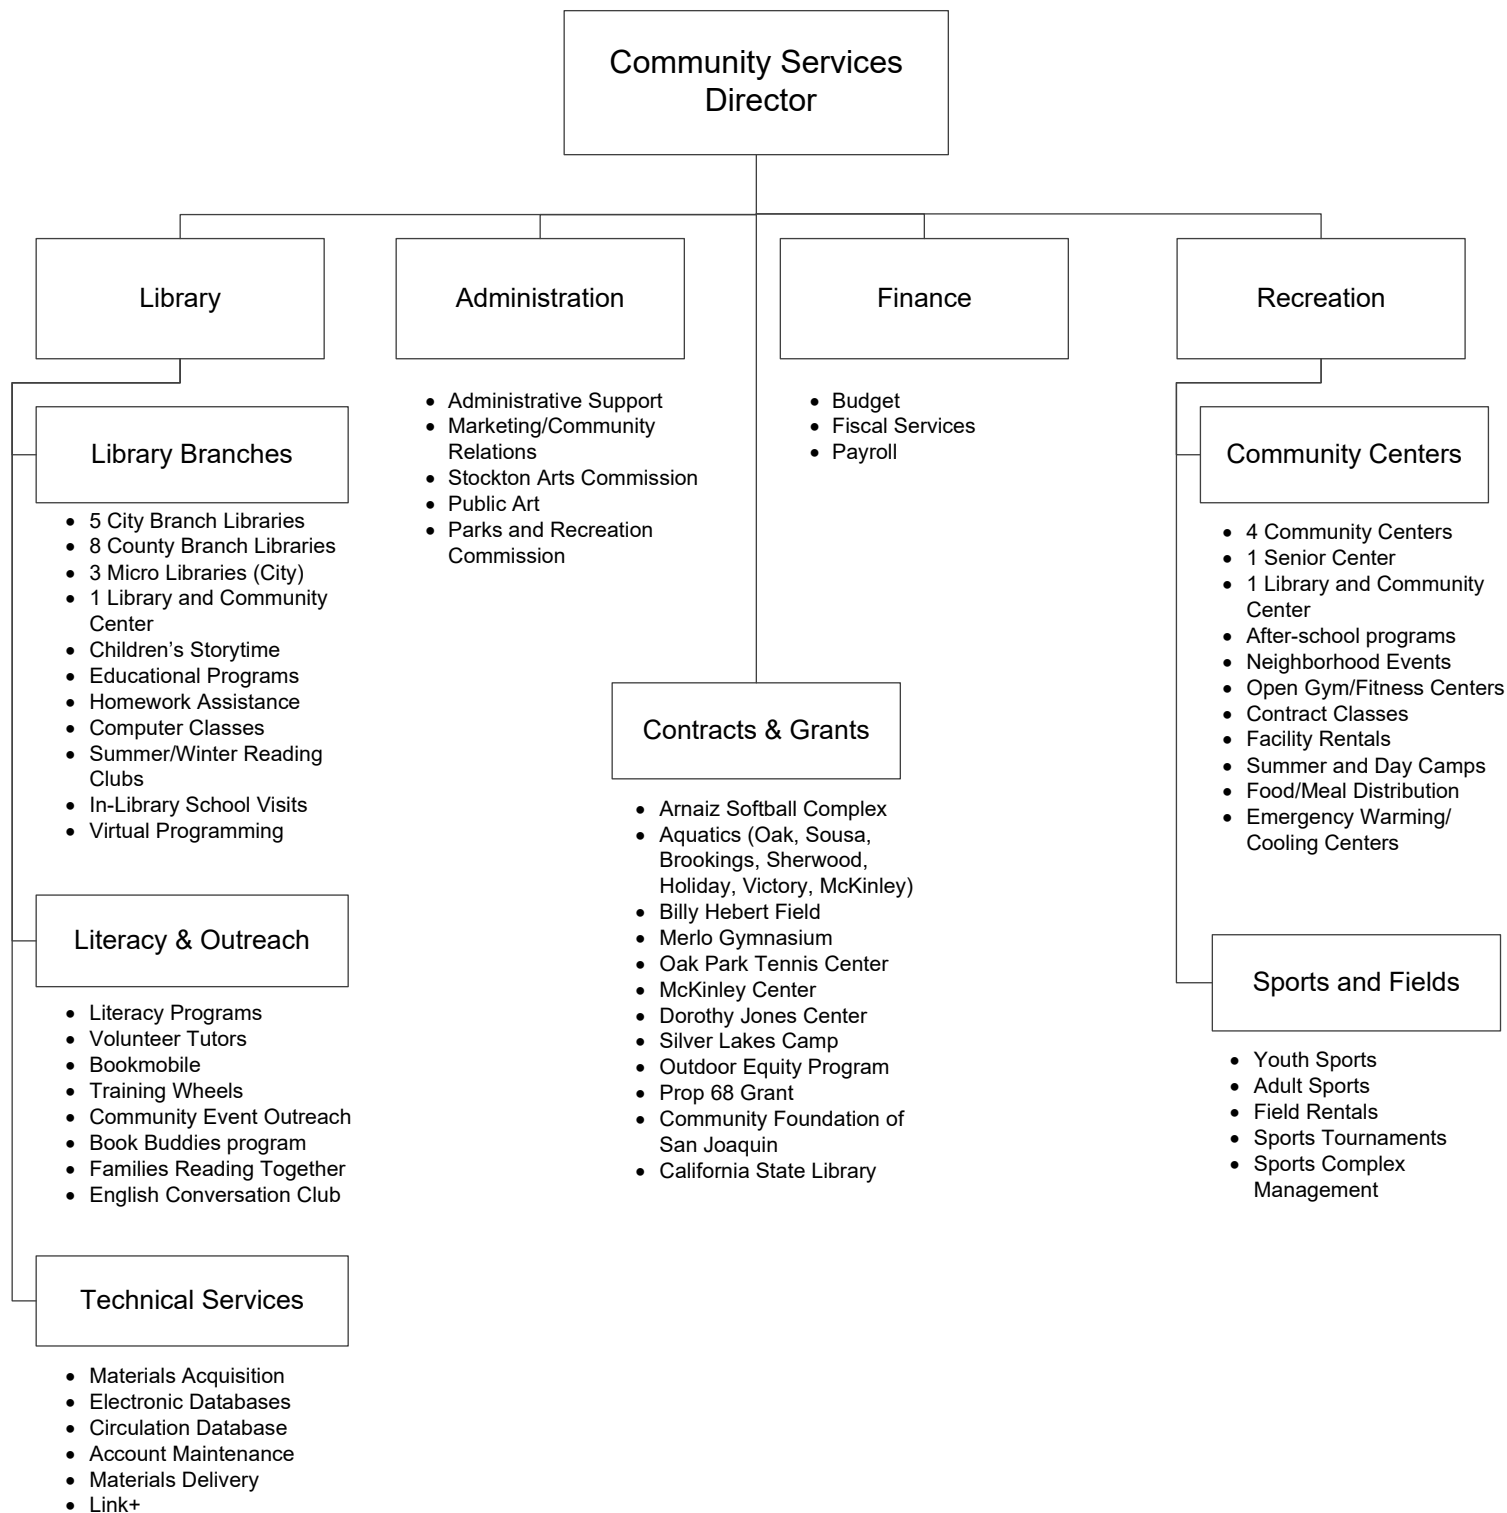 Community Services
Director
Library
Administration
Finance
Recreation
Library Branches
• 5 City Branch Libraries
• 8 County Branch Libraries
• 3 Micro Libraries (City)
• 1 Library and Community
Center
• Children’s Storytime
• Educational Programs
• Homework Assistance
• Computer Classes
• Summer/Winter Reading
Clubs
• In-Library School Visits
• Virtual Programming
Literacy & Outreach
• Literacy Programs
• Volunteer Tutors
• Bookmobile
• Training Wheels
• Community Event Outreach
• Book Buddies program
• Families Reading Together
• English Conversation Club
Technical Services
• Materials Acquisition
• Electronic Databases
• Circulation Database
• Account Maintenance
• Materials Delivery
• Link+
• Administrative Support
• Marketing/Community
Relations
• Stockton Arts Commission
• Public Art
• Parks and Recreation
Commission
Contracts & Grants
• Arnaiz Softball Complex
• Aquatics (Oak, Sousa,
Brookings, Sherwood,
Holiday, Victory, McKinley)
• Billy Hebert Field
• Merlo Gymnasium
• Oak Park Tennis Center
• McKinley Center
• Dorothy Jones Center
• Silver Lakes Camp
• Outdoor Equity Program
• Prop 68 Grant
• Community Foundation of
San Joaquin
• California State Library
• Budget
• Fiscal Services
• Payroll
Community Centers
• 4 Community Centers
• 1 Senior Center
• 1 Library and Community
Center
• After-school programs
• Neighborhood Events
• Open Gym/Fitness Centers
• Contract Classes
• Facility Rentals
• Summer and Day Camps
• Food/Meal Distribution
• Emergency Warming/
Cooling Centers
Sports and Fields
• Youth Sports
• Adult Sports
• Field Rentals
• Sports Tournaments
• Sports Complex
Management